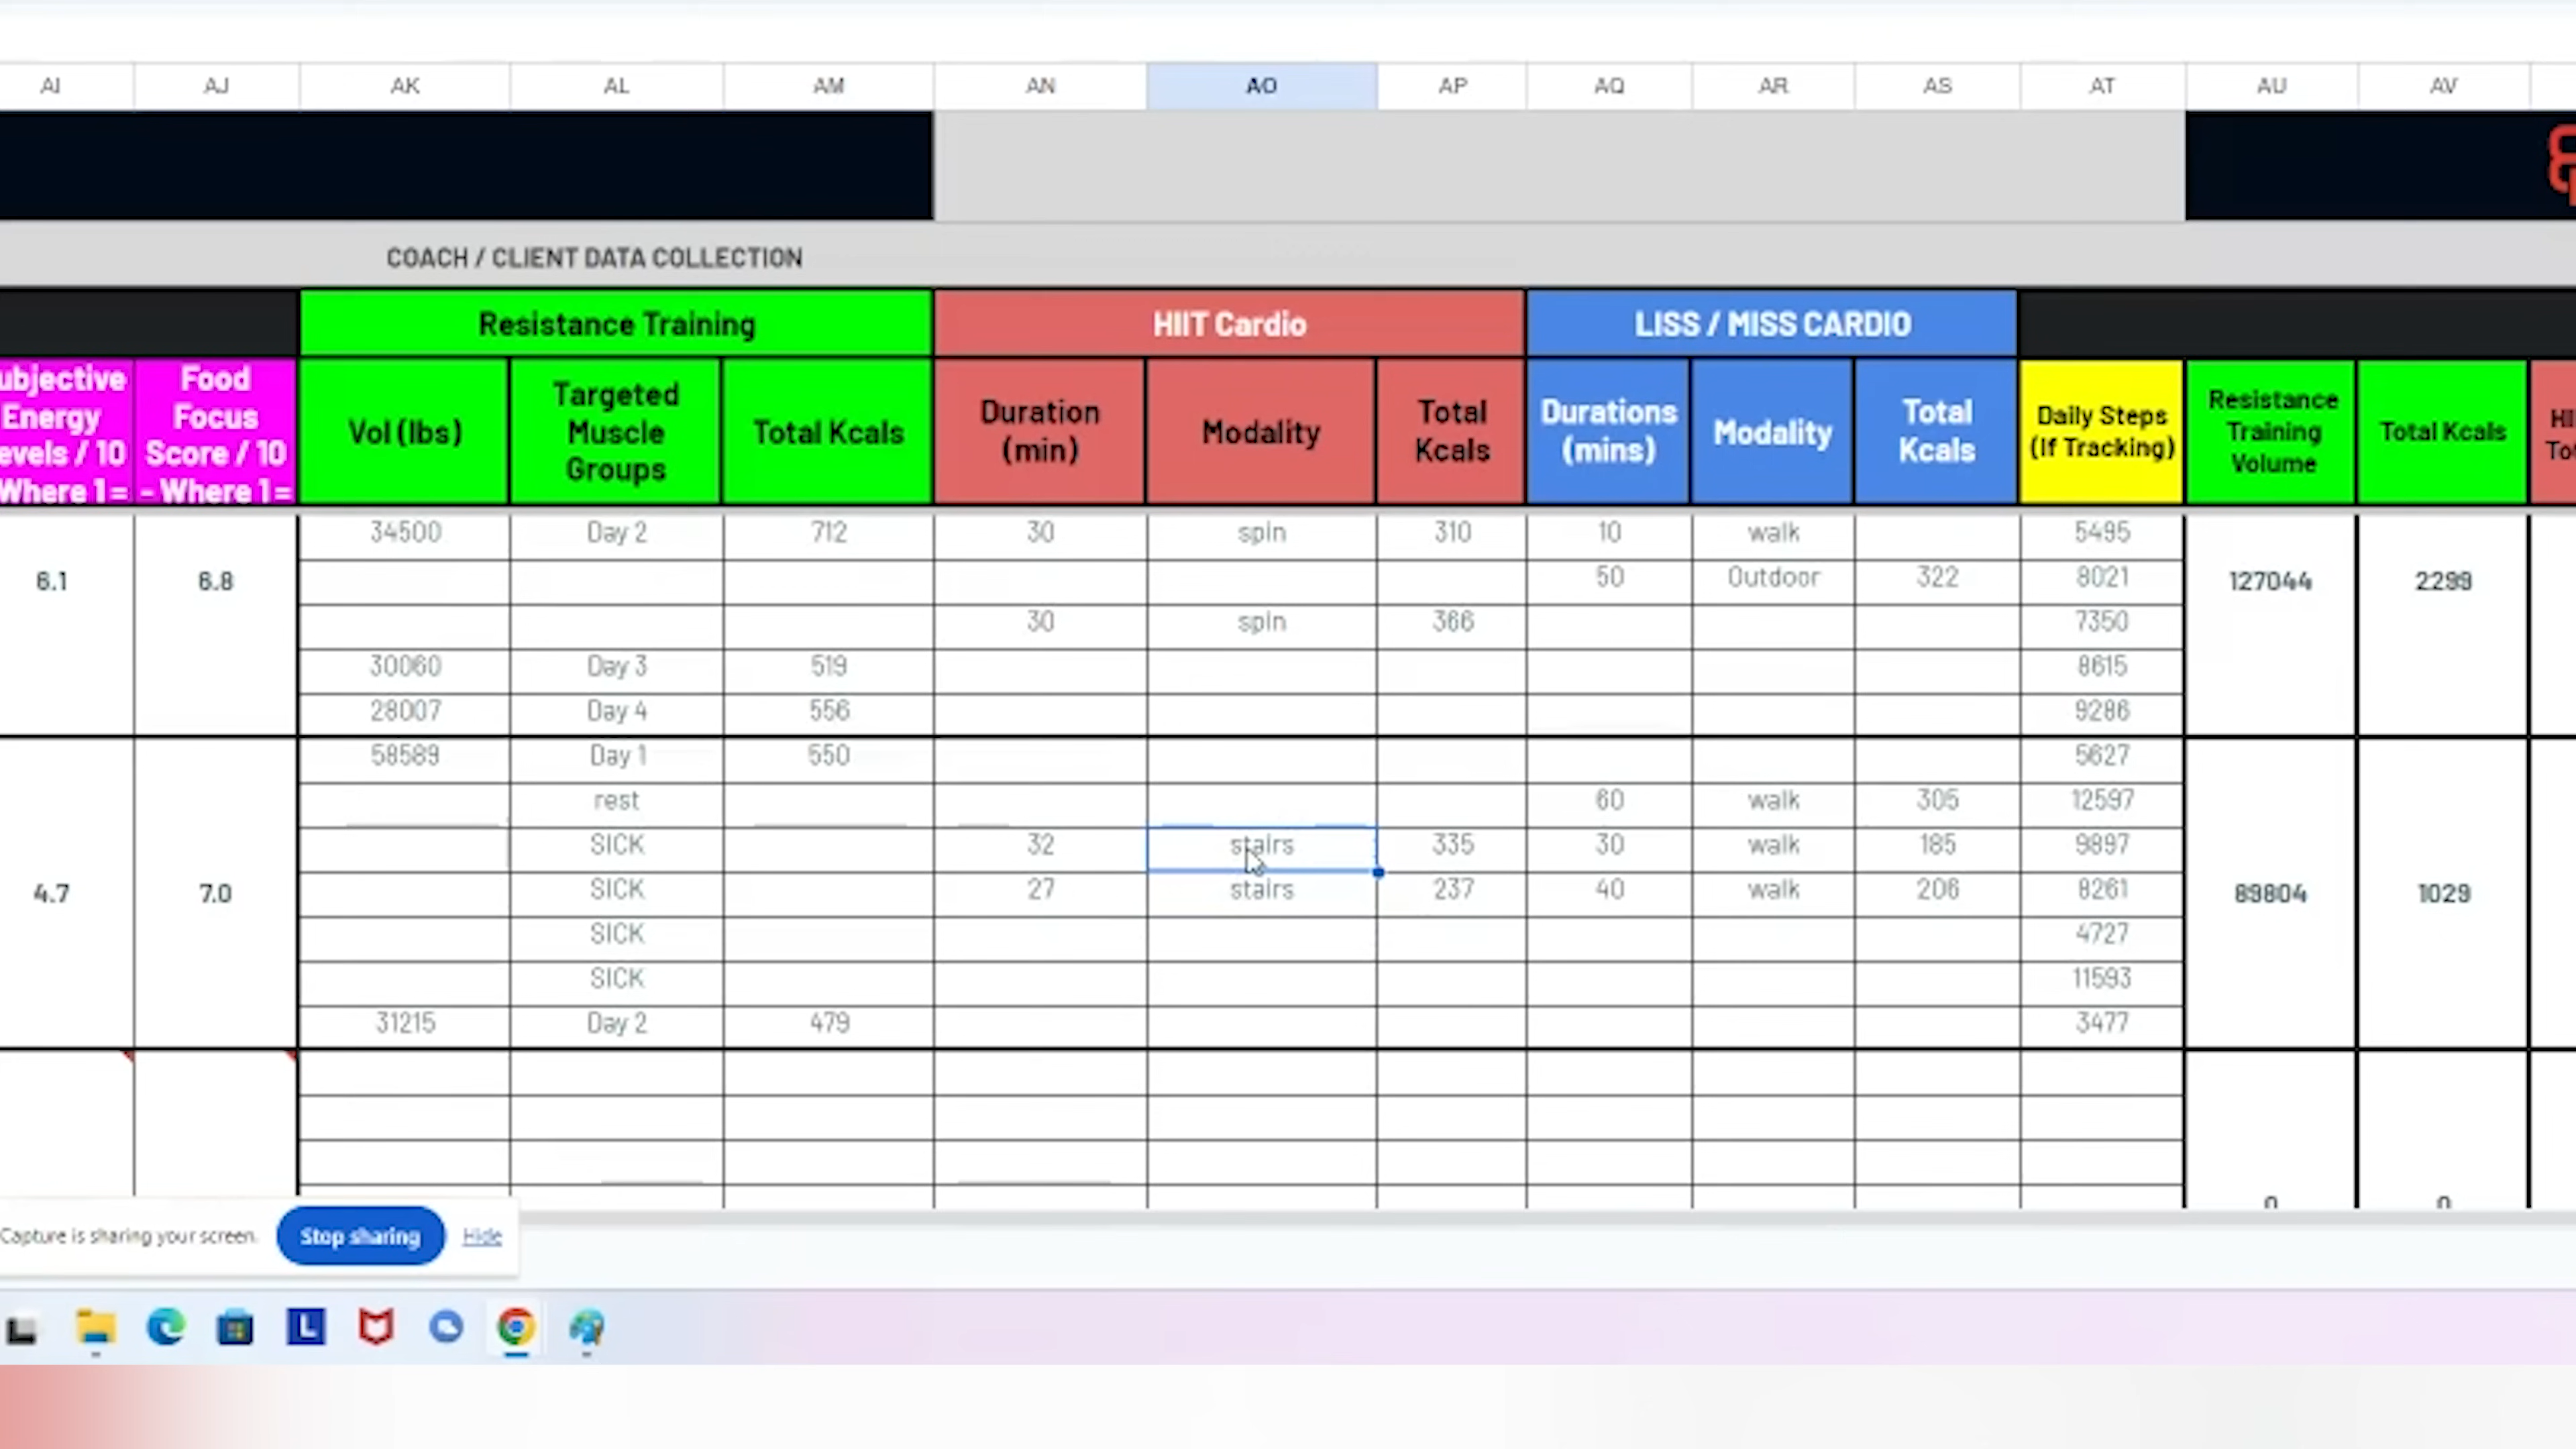 AI AJ AK AL AM AN AO AP AQ AR AS AT AU AV
COACH / CLIENT DATA COLLECTION
Resistance Training HIIT Cardio LISS / MISS CARDIO
ubjective Energy evels / 10 Where 1 = Food Focus Score / 10 - Where 1 = Vol (lbs) Targeted Muscle Groups Total Kcals Duration (min) Modality Total Kcals Durations (mins) Modality Total Kcals Daily Steps (If Tracking) Resistance Training Volume Total Kcals HI Tot
34500 Day 2 712 30 spin 310 10 walk 5495
6.1 6.8 50 Outdoor 322 8021 127044 2299
30 spin 366 7350
30060 Day 3 519 8615
28007 Day 4 556 9286
58589 Day 1 550 5627
rest 60 walk 305 12597
SICK 32 stairs 335 30 walk 185 9897
4.7 7.0 SICK 27 stairs 237 40 walk 206 8261 89804 1029
SICK 4727
SICK 11593
31215 Day 2 479 3477
0 0
Capture is sharing your screen. Stop sharing Hide
L